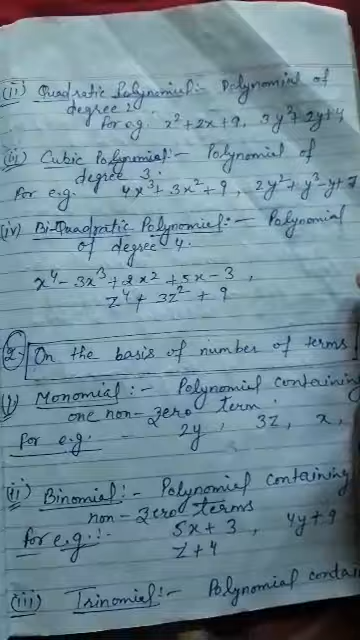 (ii) Quadratic Polynomial:- Polynomial of
degree 2
for eg. x²+2x+9, 3y²+2y+4
(iii) Cubic Polynomial:- Polynomial of
degree 3.
For e.g. 4x³+3x²+9, 2y²+y³-y+7
(iv) Bi-Quadratic Polynomial:- Polynomial
of degree 4.
x⁴-3x³+2x²+5x-3,
z⁴+3z²+9
2. On the basis of number of terms
(i) Monomial:- Polynomial containing
one non-zero term.
for e.g. - 2y, 3z, x,
(ii) Binomial:- Polynomial containing
non-zero terms
for e.g.:- 5x+3, 4y+9
z+4
(iii) Trinomial:- Polynomial contai